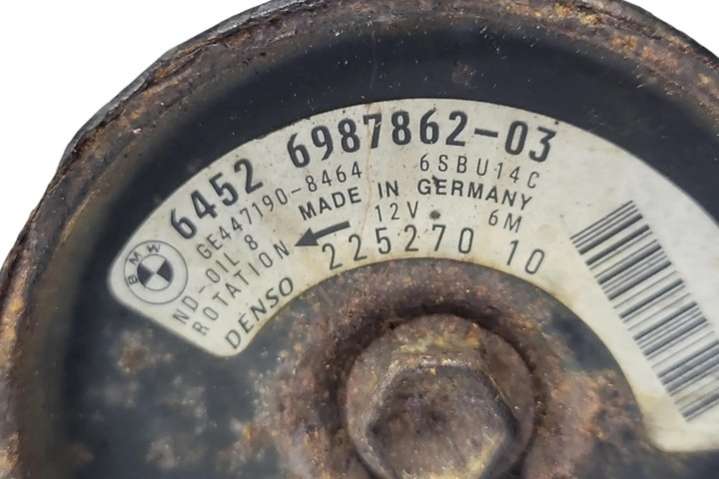 6452 6987862-03
GE447190-8464 6SBU14C
ND-OIL 8 MADE IN GERMANY
ROTATION 12V 6M
DENSO 225270 10
BMW